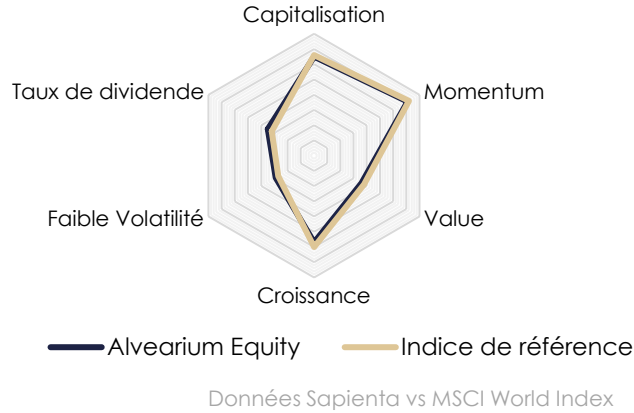 Capitalisation
Taux de dividende
Momentum
Faible Volatilité
Value
Croissance
Alvearium Equity
Indice de référence
Données Sapienta vs MSCI World Index